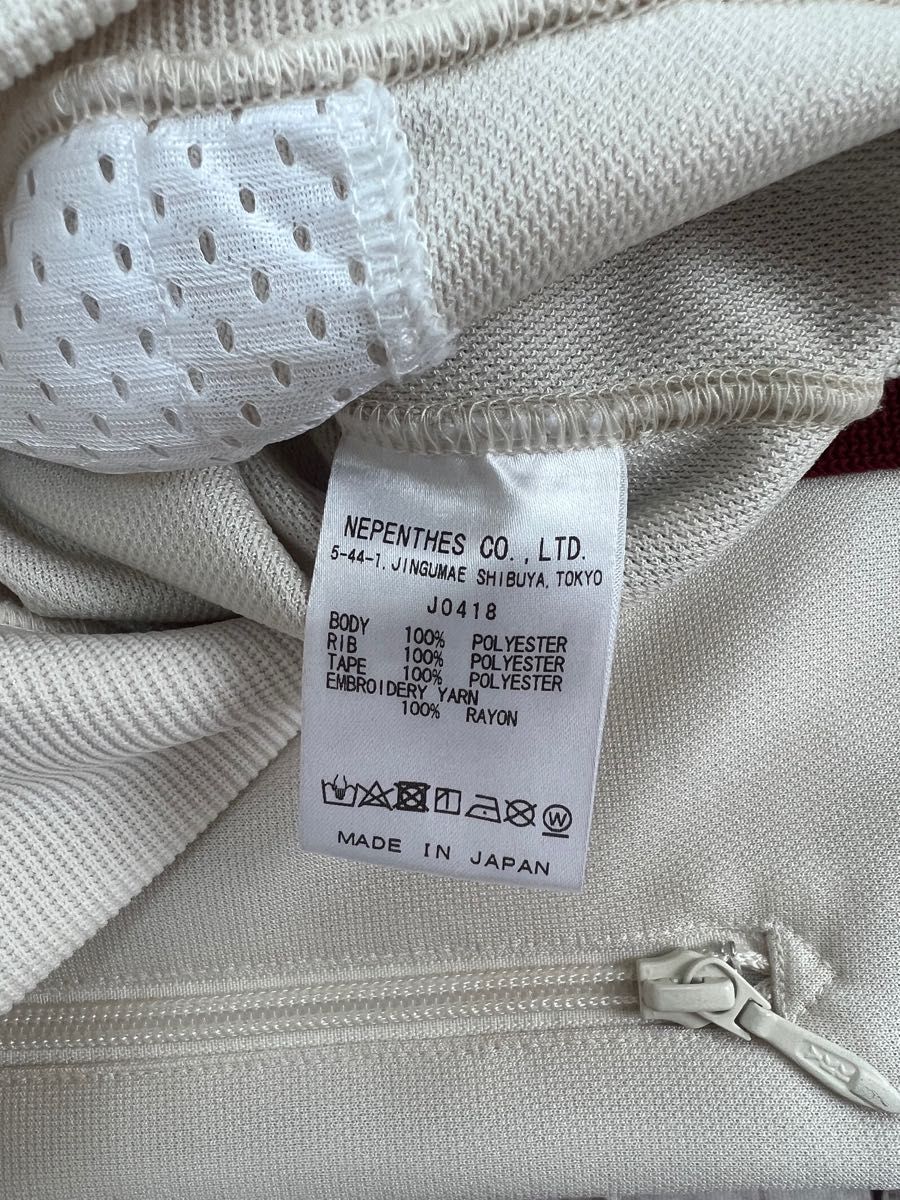 NEPENTHES CO., LTD.
5-44-1, JINGUMAE SHIBUYA, TOKYO
J0418
BODY 100% POLYESTER
RIB 100% POLYESTER
TAPE 100% POLYESTER
EMBROIDERY YARN
100% RAYON
W
MADE IN JAPAN